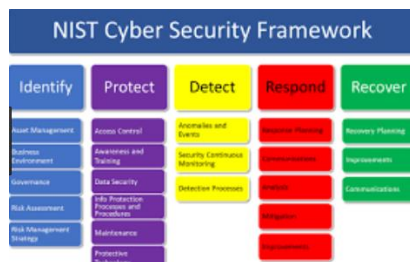 NIST Cyber Security Framework
Identify
Protect
Detect
Respond
Recover
Asset Management
Business
Environment
Governance
Risk Assessment
Risk Management
Strategy
Access Control
Awareness and
Training
Data Security
Info Protection
Processes and
Procedures
Maintenance
Protective
Anomalies and
Events
Security Continuous
Monitoring
Detection Processes
Response Planning
Communications
Analysis
Mitigation
Improvements
Recovery Planning
Improvements
Communications